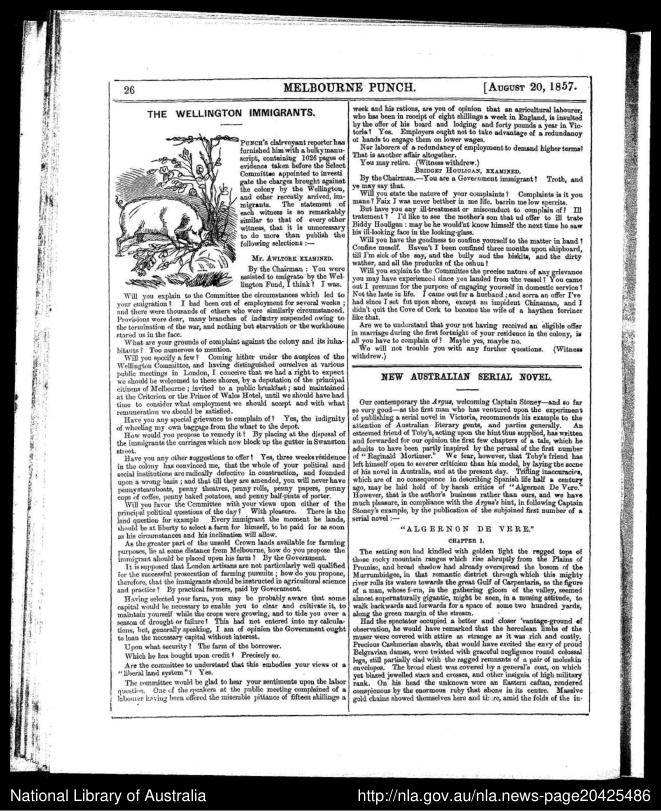 26
MELBOURNE PUNCH.
[AUGUST 20, 1857.
THE WELLINGTON IMMIGRANTS.
PUNCH'S clairvoyant reporter has
furnished him with a bulky manu-
script, containing 1026 pages of
evidence taken before the Select
Committee appointed to investi
gate the charges brought against
the colony by the Wellington,
and other recently arrived, im-
migrants. The statement of
each witness is so remarkably
similar to that of every other
witness, that it is unnecessary
to do more than publish the
following selections :—
MR. AWLTORE EXAMINED.
By the Chairman : You were
assisted to emigrate by the Wel-
lington Fund, I think? I was.
Will you explain to the Committee the circumstances which led to
your emigration? I had been out of employment for several weeks ;
and there were thousands of others who were similarly circumstanced.
Provisions were dear, many branches of industry suspended owing to
the termination of the war, and nothing but starvation or the workhouse
stared us in the face.
What are your grounds of complaint against the colony and its inha-
bitants? Too numerous to mention.
Will you specify a few? Coming hither under the auspices of the
Wellington Committee, and having distinguished ourselves at various
public meetings in London, I conceive that we had a right to expect
we should be welcomed to these shores, by a deputation of the principal
citizens of Melbourne ; invited to a public breakfast ; and maintained
at the Criterion or the Prince of Wales Hotel, until we should have had
time to consider what employment we should accept and with what
remuneration we should be satisfied.
Have you any special grievance to complain of? Yes, the indignity
of wheeling my own baggage from the wharf to the depot.
How would you propose to remedy it? By placing at the disposal of
the immigrants the carriages which now block up the gutter in Swanston
street.
Have you any other suggestions to offer? Yes, three weeks residence
in the colony has convinced me, that the whole of your political and
social institutions are radically defective in construction, and founded
upon a wrong basis ; and that till they are amended, you will never have
penny steamboats, penny theatres, penny rolls, penny papers, penny
cups of coffee, penny baked potatoes, and penny half-pints of porter.
Will you favor the Committee with your views upon either of the
principal political questions of the day? With pleasure. There is the
land question for example. Every immigrant the moment he lands,
should be at liberty to select a farm for himself, to be paid for as soon
as his circumstances and his inclination will allow.
As the greater part of the unsold Crown lands available for farming
purposes, lie at some distance from Melbourne, how do you propose the
immigrant should be placed upon his farm? By the Government.
It is supposed that London artisans are not particularly well qualified
for the successful prosecution of farming pursuits ; how do you propose,
therefore, that the immigrants should be instructed in agricultural science
and practice? By practical farmers, paid by Government.
Having selected your farm, you may be probably aware that some
capital would be necessary to enable you to clear and cultivate it, to
maintain yourself while the crops were growing, and to tide you over a
season of drought or failure? This had not entered into my calcula-
tions, but, generally speaking, I am of opinion the Government ought
to loan the necessary capital without interest.
Upon what security? The farm of the borrower.
Which he has bought upon credit? Precisely so.
Are the committee to understand that this embodies your views of a
"liberal land system"? Yes.
The committee would be glad to hear your sentiments upon the labor
question. One of the speakers at the public meeting complained of a
labourer having been offered the miserable pittance of fifteen shillings a
week and his rations, are you of opinion that an agricultural labourer,
who has been in receipt of eight shillings a week in England, is insulted
by the offer of his board and lodging and forty pounds a year in Vic-
toria? Yes. Employers ought not to take advantage of a redundancy
of hands to engage them on lower wages.
Nor laborers of a redundancy of employment to demand higher terms?
That is another affair altogether.
You may retire. (Witness withdrew.)
BRIDGET HOULIGAN, EXAMINED.
By the Chairman.—You are a Government immigrant? Troth, and
ye may say that.
Will you state the nature of your complaints? Complaints is it you
mane? Faix I was never betther in me life, barrin me low sperrits.
But have you any ill-treatment or misconduct to complain of? Ill
tratement? I'd like to see the mother's son that ud offer to ill trate
Biddy Houligan : may be he would'nt know himself the next time he saw
his ill-looking face in the looking-glass.
Will you have the goodness to confine yourself to the matter in hand?
Confine meself. Haven't I been confined three months upon shipboard,
till I'm sick of the say, and the bully and the biskits, and the dirty
wather, and all the producks of the oshun!
Will you explain to the Committee the precise nature of any grievance
you may have experienced since you landed from the vessel? You came
out I presume for the purpose of engaging yourself in domestic service?
Not the laste in life. I came out for a husband ; and sorra an offer I've
had since I set fut upon shore, except an impident Chinaman, and I
didn't quit the Cove of Cork to become the wife of a haythen forriner
like that.
Are we to understand that your not having received an eligible offer
in marriage during the first fortnight of your residence in the colony, is
all you have to complain of? Maybe yes, maybe no.
We will not trouble you with any further questions. (Witness
withdrew.)
NEW AUSTRALIAN SERIAL NOVEL.
Our contemporary the Argus, welcoming Captain Stoney—and so far
so very good—as the first man who has ventured upon the experiment
of publishing a serial novel in Victoria, recommends his example to the
attention of Australian literary gents, and parties generally. An
esteemed friend of Toby's, acting upon the hint thus supplied, has written
and forwarded for our opinion the first few chapters of a tale, which he
admits to have been partly inspired by the perusal of the first number
of "Reginald Mortimer." We fear, however, that Toby's friend has
left himself open to severer criticism than his model, by laying the scene
of his novel in Australia, and at the present day. Trifling inaccuracies,
which are of no consequence in describing Spanish life half a century
ago, may be laid hold of by harsh critics of "Algernon De Vere."
However, that is the author's business rather than ours, and we have
much pleasure, in compliance with the Argus's hint, in following Captain
Stoney's example, by the publication of the subjoined first number of a
serial novel :—
"ALGERNON DE VERE."
CHAPTER I.
The setting sun had kindled with golden light the ragged tops of
those rocky mountain ranges which rise abruptly from the Plains of
Promise, and broad shadow had already overspread the bosom of the
Murrumbidgee, in that romantic district through which this mighty
river rolls its waters towards the great Gulf of Carpentaria, as the figure
of a man, whose form, in the gathering gloom of the valley, seemed
almost supernaturally gigantic, might be seen, in a musing attitude, to
walk backwards and forwards for a space of some two hundred yards,
along the green margin of the stream.
Had the spectator occupied a better and closer vantage-ground of
observation, he would have remarked that the herculean limbs of the
muser were covered with attire as strange as it was rich and costly.
Precious Cashmerian shawls, that would have excited the envy of proud
Belgravian dames, were twisted with graceful negligence round colossal
legs, still partially clad with the ragged remnants of a pair of moleskin
envelopes. The broad chest was covered by a general's coat, on which
yet blazed jewelled stars and crosses, and other insignia of high military
rank. On his head the unknown wore an Eastern caftan, rendered
conspicuous by the enormous ruby that shone in its centre. Massive
gold chains showed themselves here and there, amid the folds of the in-
National Library of Australia
http://nla.gov.au/nla.news-page20425486